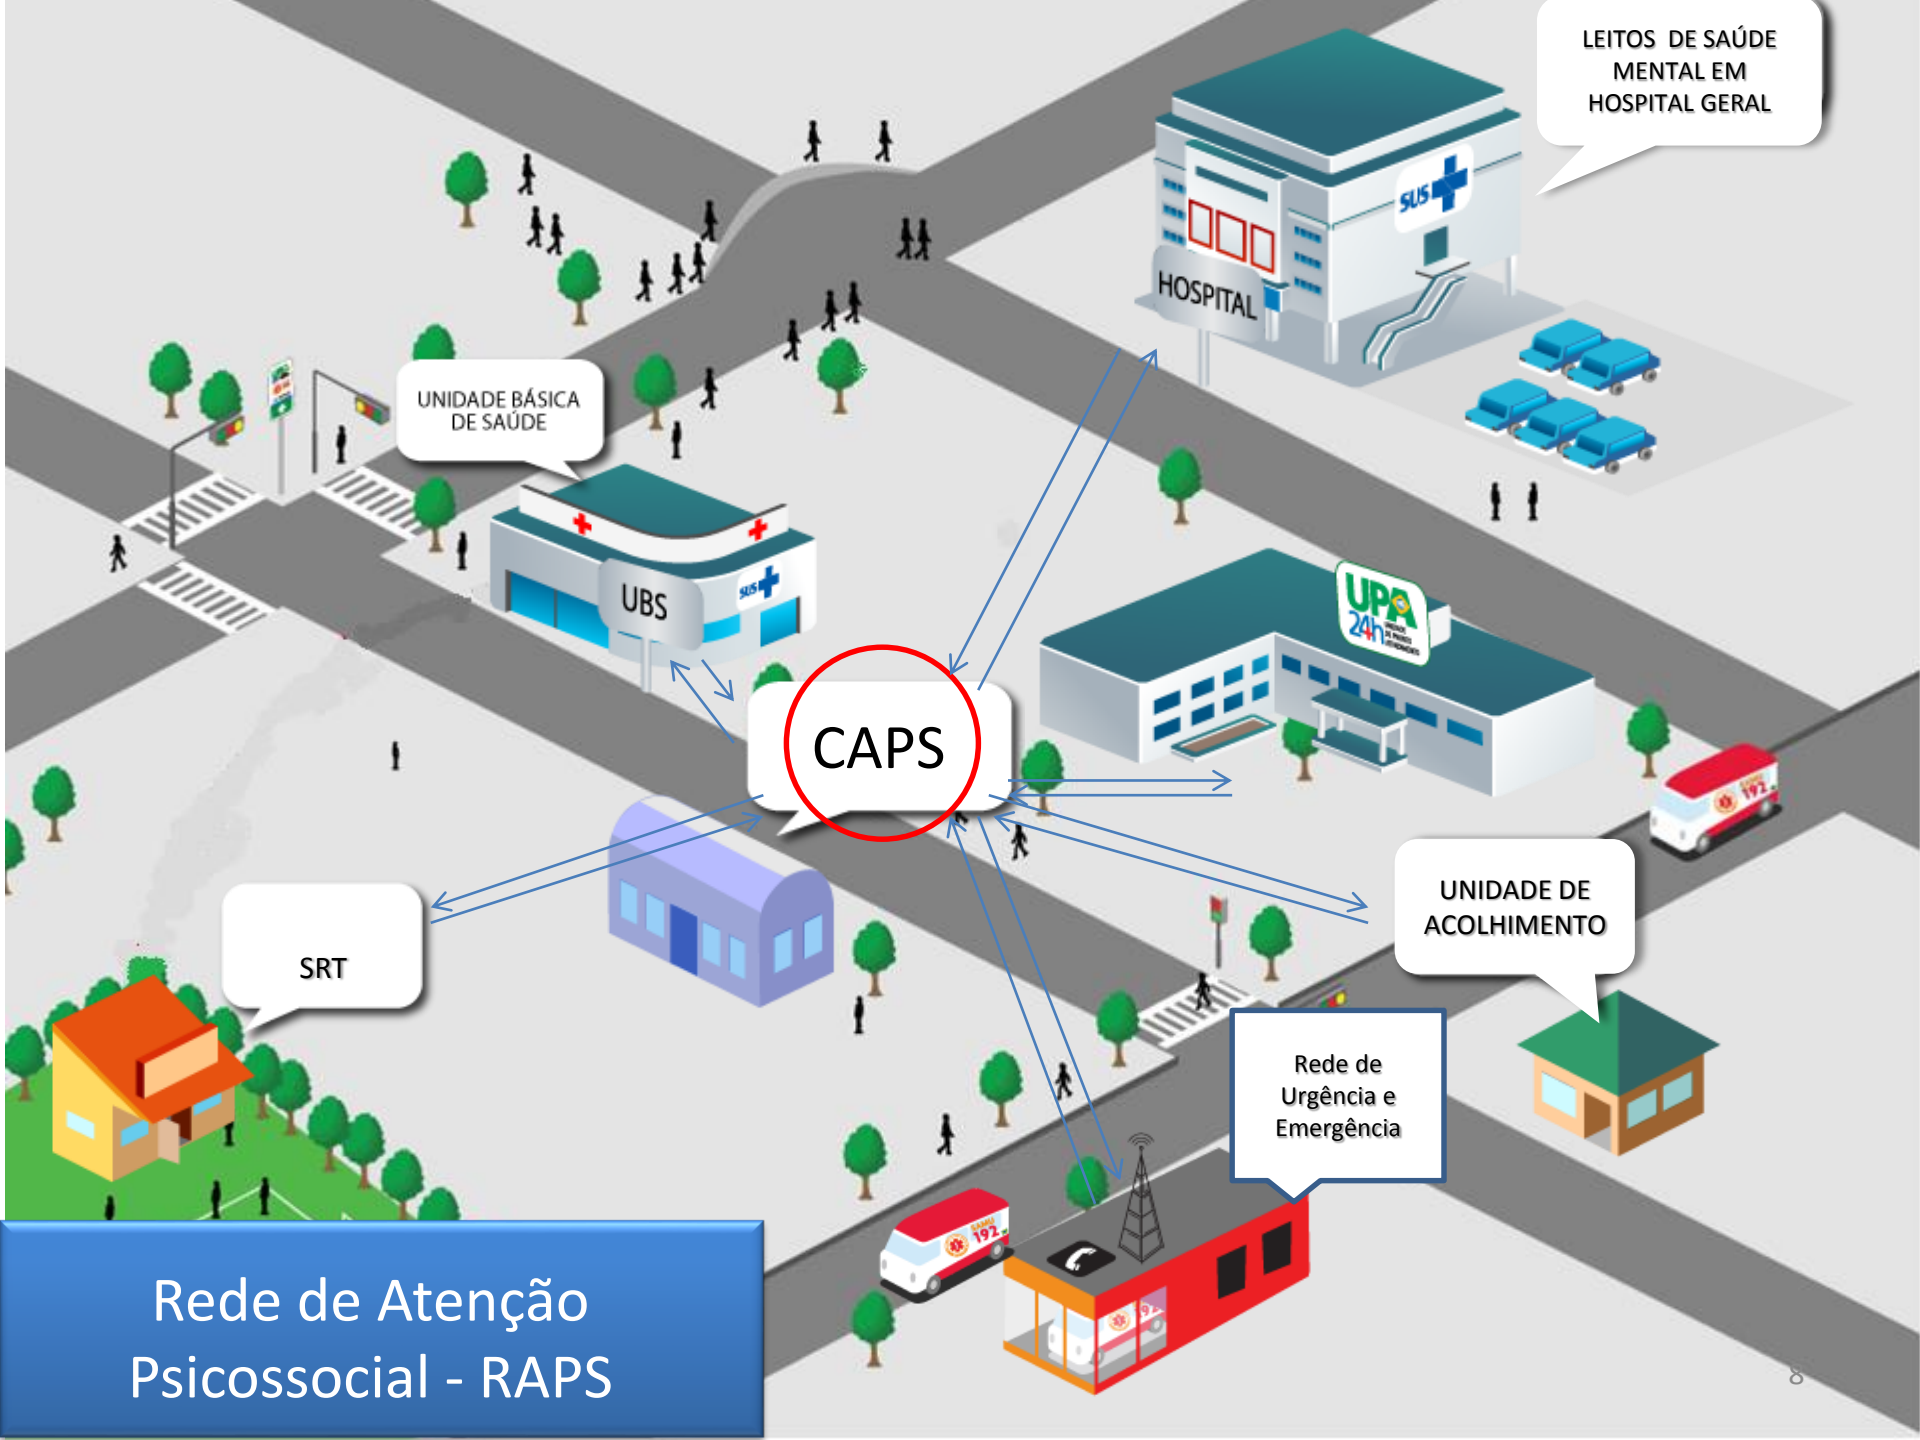 LEITOS DE SAÚDE
MENTAL EM
HOSPITAL GERAL
SUS
HOSPITAL
UNIDADE BÁSICA
DE SAÚDE
SUS
UBS
UPA
24h
CAPS
192
UNIDADE DE
ACOLHIMENTO
SRT
Rede de
Urgência e
Emergência
SAMU
192
192
Rede de Atenção
Psicossocial - RAPS
8